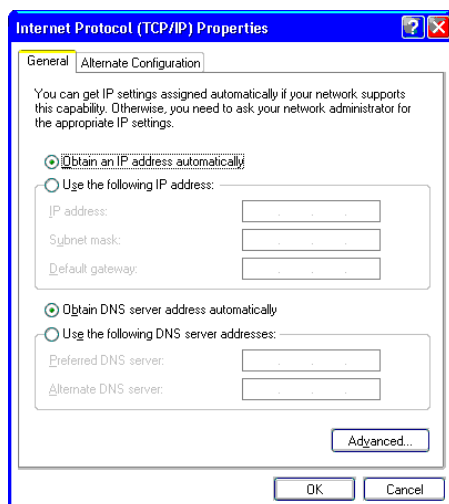 Internet Protocol (TCP/IP) Properties
General
Alternate Configuration
You can get IP settings assigned automatically if your network supports
this capability. Otherwise, you need to ask your network administrator for
the appropriate IP settings.
Obtain an IP address automatically
Use the following IP address:
IP address:
Subnet mask:
Default gateway:
Obtain DNS server address automatically
Use the following DNS server addresses:
Preferred DNS server:
Alternate DNS server:
Advanced...
OK
Cancel